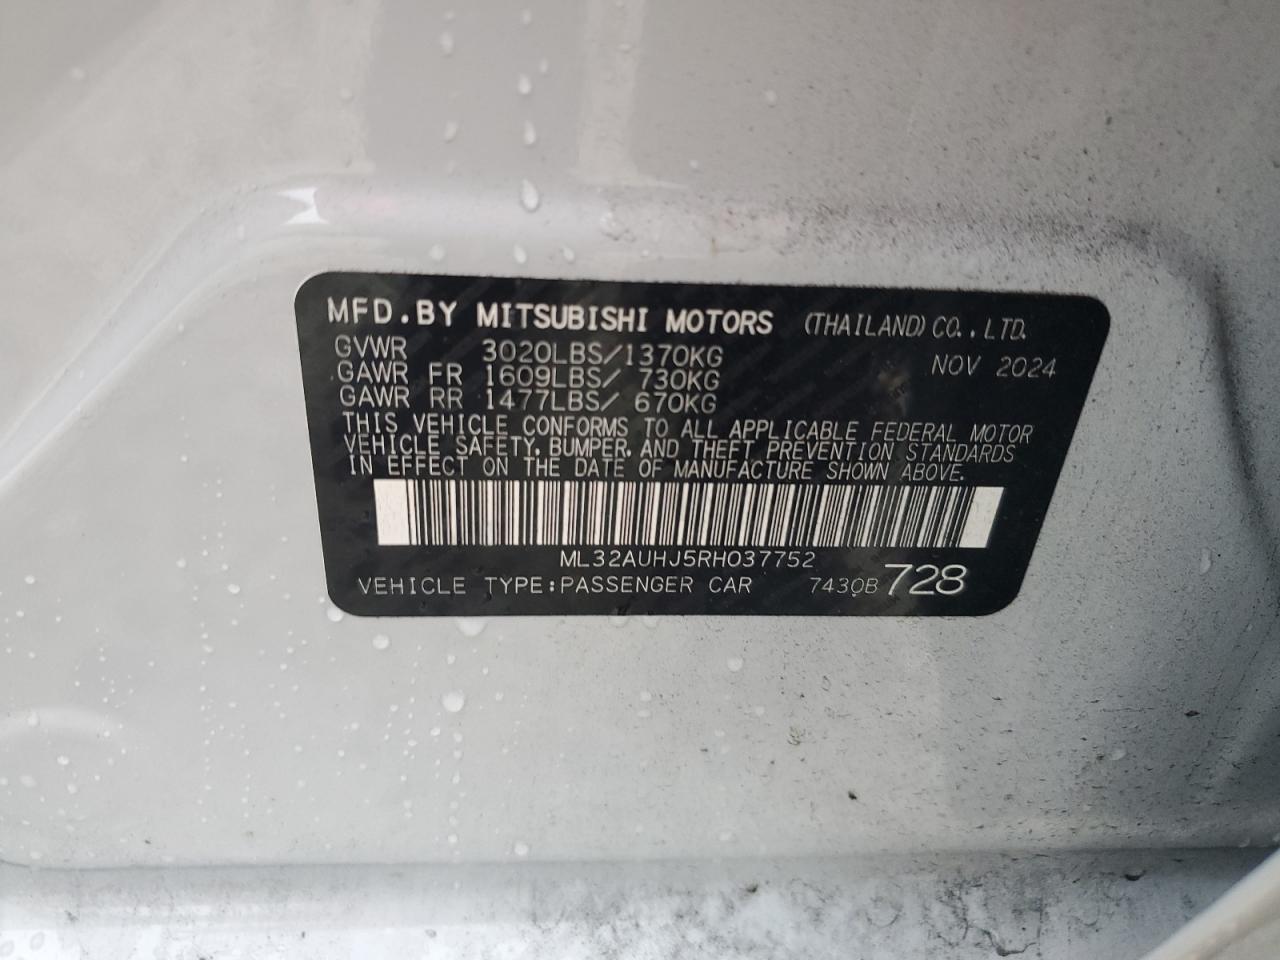 MFD.BY MITSUBISHI MOTORS (THAILAND) CO.,LTD.
GVWR 3020LBS/1370KG NOV 2024
GAWR FR 1609LBS/ 730KG
GAWR RR 1477LBS/ 670KG
THIS VEHICLE CONFORMS TO ALL APPLICABLE FEDERAL MOTOR
VEHICLE SAFETY, BUMPER, AND THEFT PREVENTION STANDARDS
IN EFFECT ON THE DATE OF MANUFACTURE SHOWN ABOVE.
ML32AUHJ5RH037752
VEHICLE TYPE:PASSENGER CAR 7430B 728